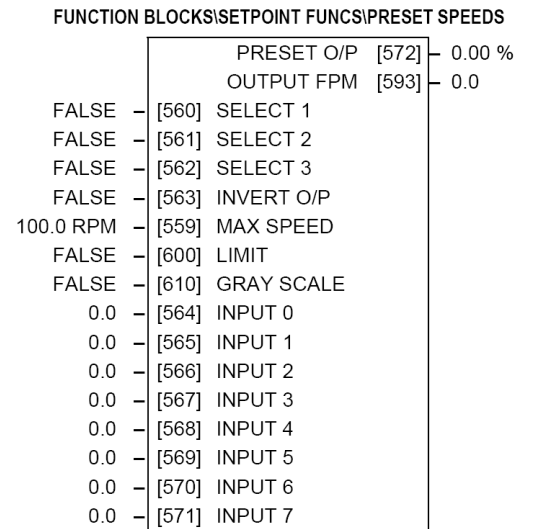 FUNCTION BLOCKS\SETPOINT FUNCS\PRESET SPEEDS
PRESET O/P [572] – 0.00 %
OUTPUT FPM [593] – 0.0
FALSE – [560] SELECT 1
FALSE – [561] SELECT 2
FALSE – [562] SELECT 3
FALSE – [563] INVERT O/P
100.0 RPM – [559] MAX SPEED
FALSE – [600] LIMIT
FALSE – [610] GRAY SCALE
0.0 – [564] INPUT 0
0.0 – [565] INPUT 1
0.0 – [566] INPUT 2
0.0 – [567] INPUT 3
0.0 – [568] INPUT 4
0.0 – [569] INPUT 5
0.0 – [570] INPUT 6
0.0 – [571] INPUT 7